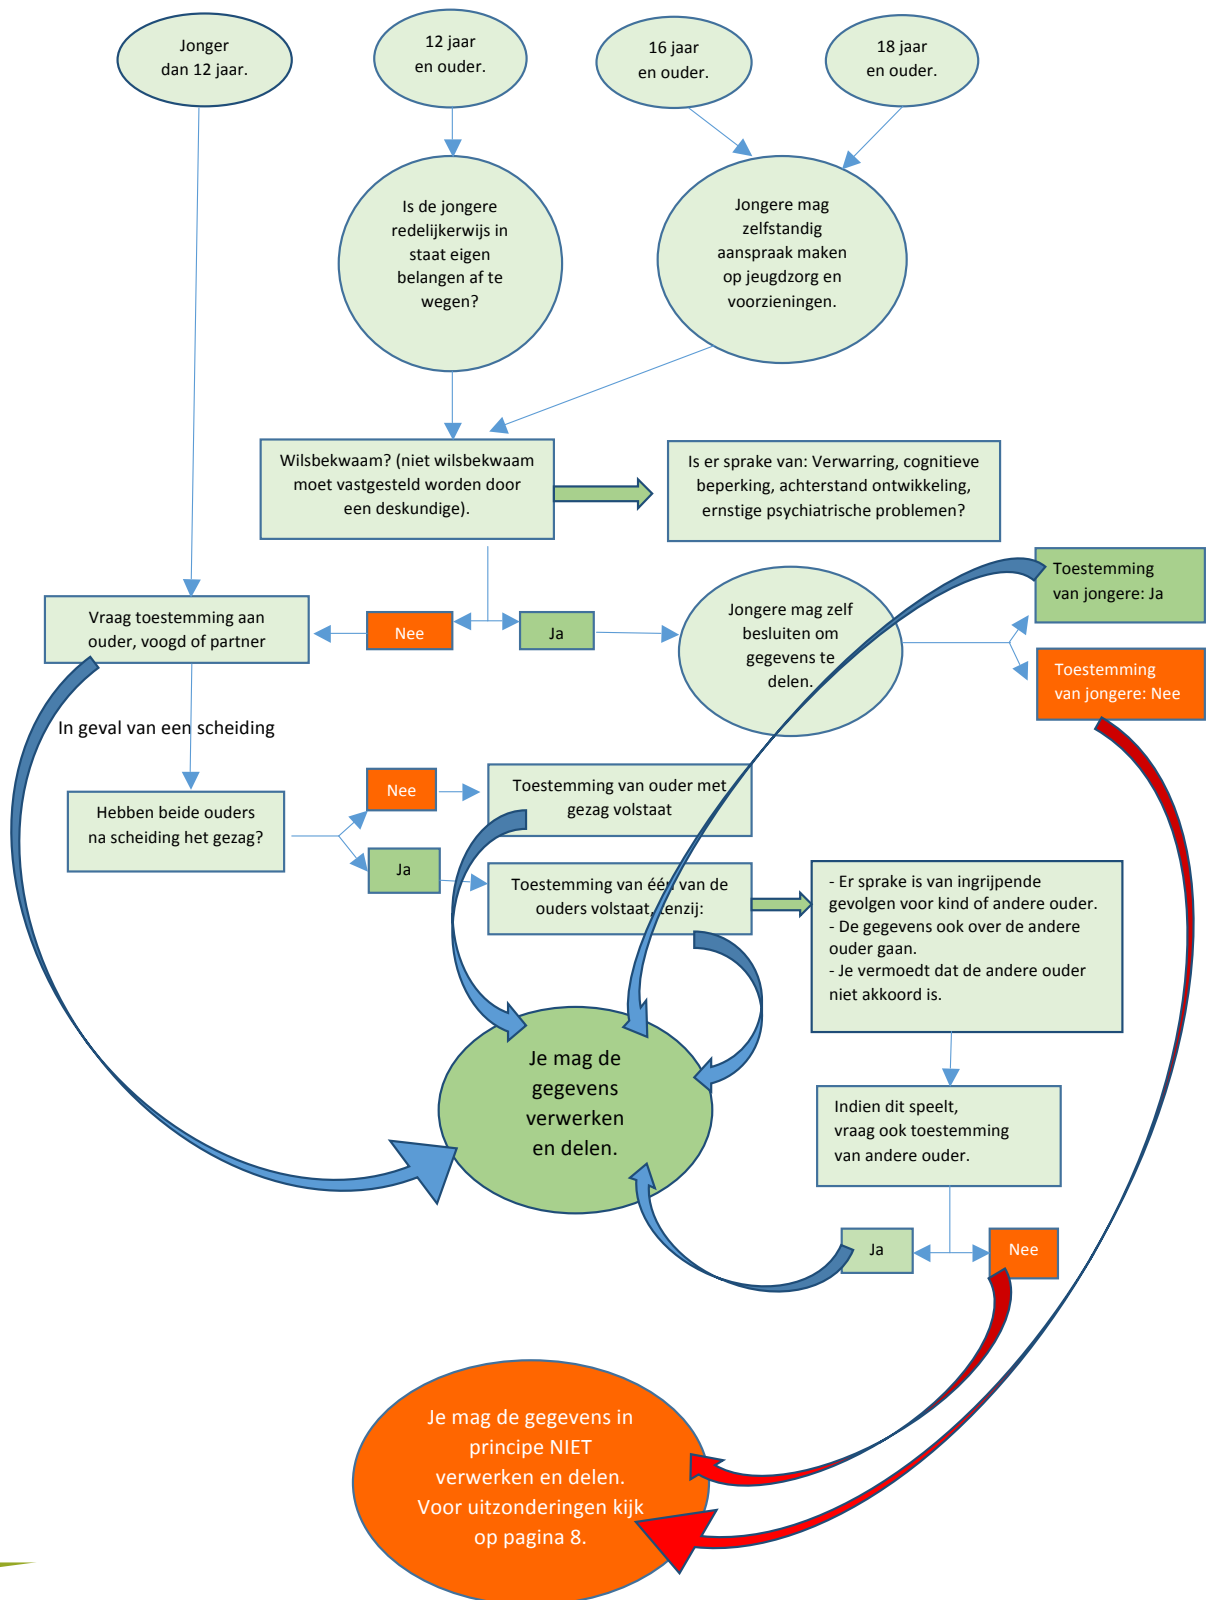 Jonger
dan 12 jaar.
12 jaar
en ouder.
16 jaar
en ouder.
18 jaar
en ouder.
Is de jongere
redelijkerwijs in
staat eigen
belangen af te
wegen?
Jongere mag
zelfstandig
aanspraak maken
op jeugdzorg en
voorzieningen.
Wilsbekwaam? (niet wilsbekwaam
moet vastgesteld worden door
een deskundige).
Is er sprake van: Verwarring, cognitieve
beperking, achterstand ontwikkeling,
ernstige psychiatrische problemen?
Vraag toestemming aan
ouder, voogd of partner
Nee
Ja
Jongere mag zelf
besluiten om
gegevens te
delen.
Toestemming
van jongere: Ja
Toestemming
van jongere: Nee
In geval van een scheiding
Hebben beide ouders
na scheiding het gezag?
Nee
Ja
Toestemming van ouder met
gezag volstaat
Toestemming van één van de
ouders volstaat, tenzij:
- Er sprake is van ingrijpende
gevolgen voor kind of andere ouder.
- De gegevens ook over de andere
ouder gaan.
- Je vermoedt dat de andere ouder
niet akkoord is.
Je mag de
gegevens
verwerken
en delen.
Indien dit speelt,
vraag ook toestemming
van andere ouder.
Ja
Nee
Je mag de gegevens in
principe NIET
verwerken en delen.
Voor uitzonderingen kijk
op pagina 8.